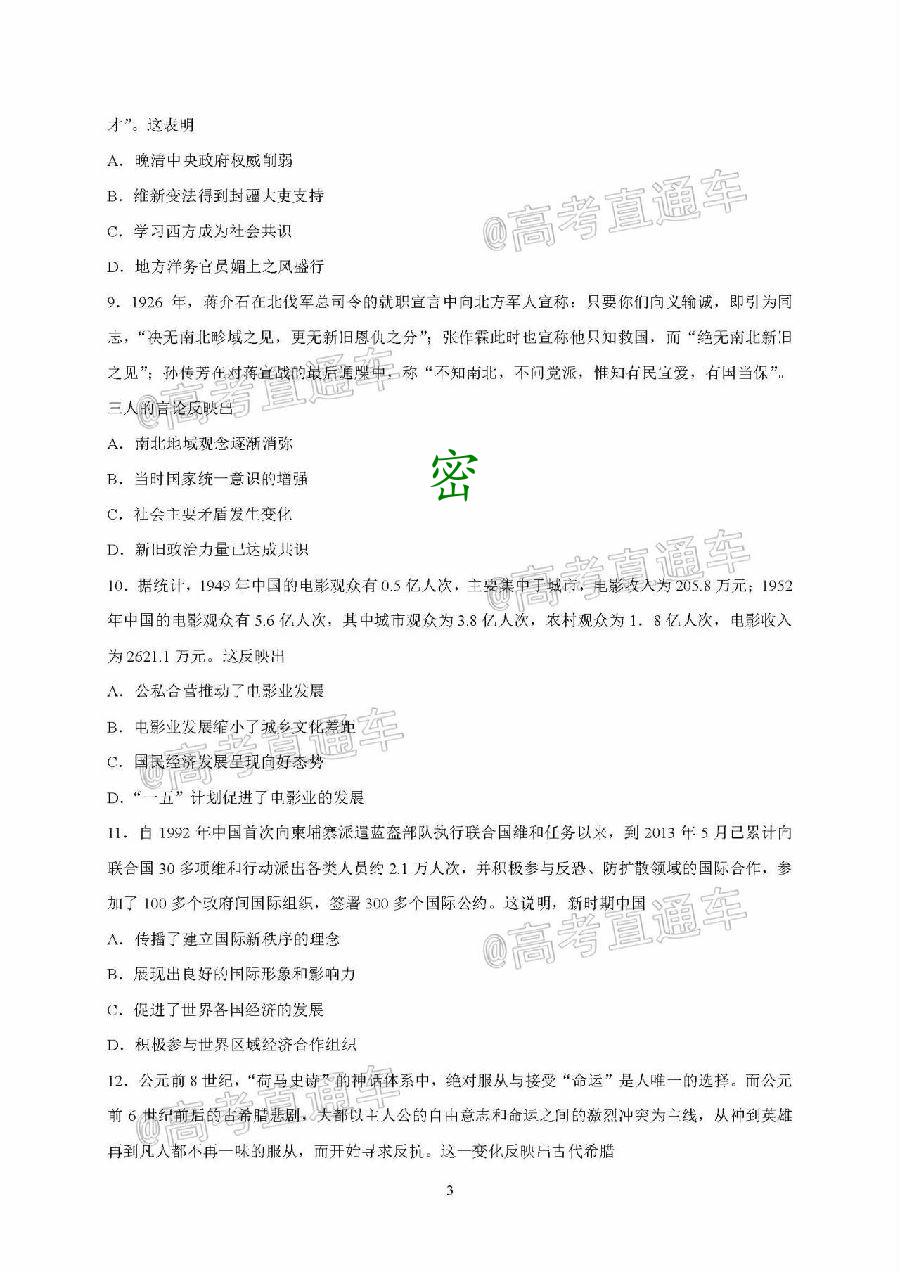 才”。这表明
A．晚清中央政府权威削弱
B．维新变法得到封疆大吏支持
C．学习西方成为社会共识
D．地方洋务官员媚上之风盛行
@高考直通车
9．1926 年，蒋介石在北伐军总司令的就职宣言中向北方军人宣称：只要你们向义输诚，即引为同
志，“决无南北畛域之见，更无新旧恩仇之分”；张作霖此时也宣称他只知救国，而“绝无南北新旧
之见”；孙传芳在对蒋宣战的最后通牒中，称“不知南北，不问党派，惟知有民宜爱，有国当保”。
三人的言论反映出
@高考直通车
A．南北地域观念逐渐消弥
B．当时国家统一意识的增强
密
C．社会主要矛盾发生变化
D．新旧政治力量已达成共识
@高考直通车
10．据统计，1949 年中国的电影观众有 0.5 亿人次，主要集中于城市，电影收入为 205.8 万元；1952
年中国的电影观众有 5.6 亿人次，其中城市观众为 3.8 亿人次，农村观众为 1．8 亿人次，电影收入
为 2621.1 万元。这反映出
A．公私合营推动了电影业发展
B．电影业发展缩小了城乡文化差距
@高考直通车
C．国民经济发展呈现向好态势
D．“一五”计划促进了电影业的发展
11．自 1992 年中国首次向柬埔寨派遣蓝盔部队执行联合国维和任务以来，到 2013 年 5 月已累计向
联合国 30 多项维和行动派出各类人员约 2.1 万人次，并积极参与反恐、防扩散领域的国际合作，参
加了 100 多个政府间国际组织，签署 300 多个国际公约。这说明，新时期中国
@高考直通车
A．传播了建立国际新秩序的理念
B．展现出良好的国际形象和影响力
C．促进了世界各国经济的发展
D．积极参与世界区域经济合作组织
12．公元前 8 世纪，“荷马史诗”的神话体系中，绝对服从与接受“命运”是人唯一的选择。而公元
前 6 世纪前后的古希腊悲剧，大都以主人公的自由意志和命运之间的激烈冲突为主线，从神到英雄
再到凡人都不再一味的服从，而开始寻求反抗。这一变化反映出古代希腊
@高考直通车
3